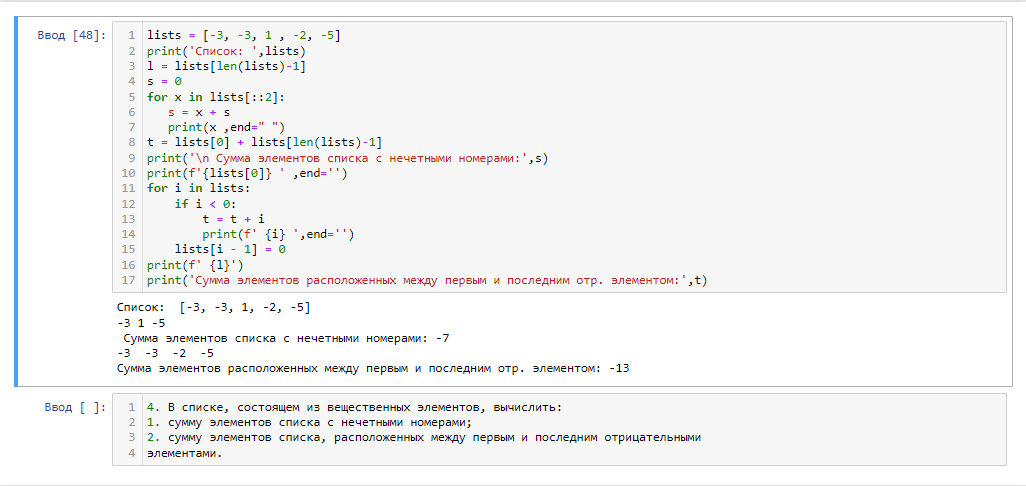 Ввод [48]:
1 lists = [-3, -3, 1 , -2, -5]
2 print('Список: ',lists)
3 l = lists[len(lists)-1]
4 s = 0
5 for x in lists[::2]:
6    s = x + s
7    print(x ,end=" ")
8 t = lists[0] + lists[len(lists)-1]
9 print('\n Сумма элементов списка с нечетными номерами:',s)
10 print(f'{lists[0]} ' ,end='')
11 for i in lists:
12     if i < 0:
13         t = t + i
14         print(f' {i} ',end='')
15     lists[i - 1] = 0
16 print(f' {l}')
17 print('Сумма элементов расположенных между первым и последним отр. элементом:',t)
Список:  [-3, -3, 1, -2, -5]
-3 1 -5
 Сумма элементов списка с нечетными номерами: -7
-3  -3  -2  -5
Сумма элементов расположенных между первым и последним отр. элементом: -13
Ввод [ ]:
1 4. В списке, состоящем из вещественных элементов, вычислить:
2 1. сумму элементов списка с нечетными номерами;
3 2. сумму элементов списка, расположенных между первым и последним отрицательными
4 элементами.